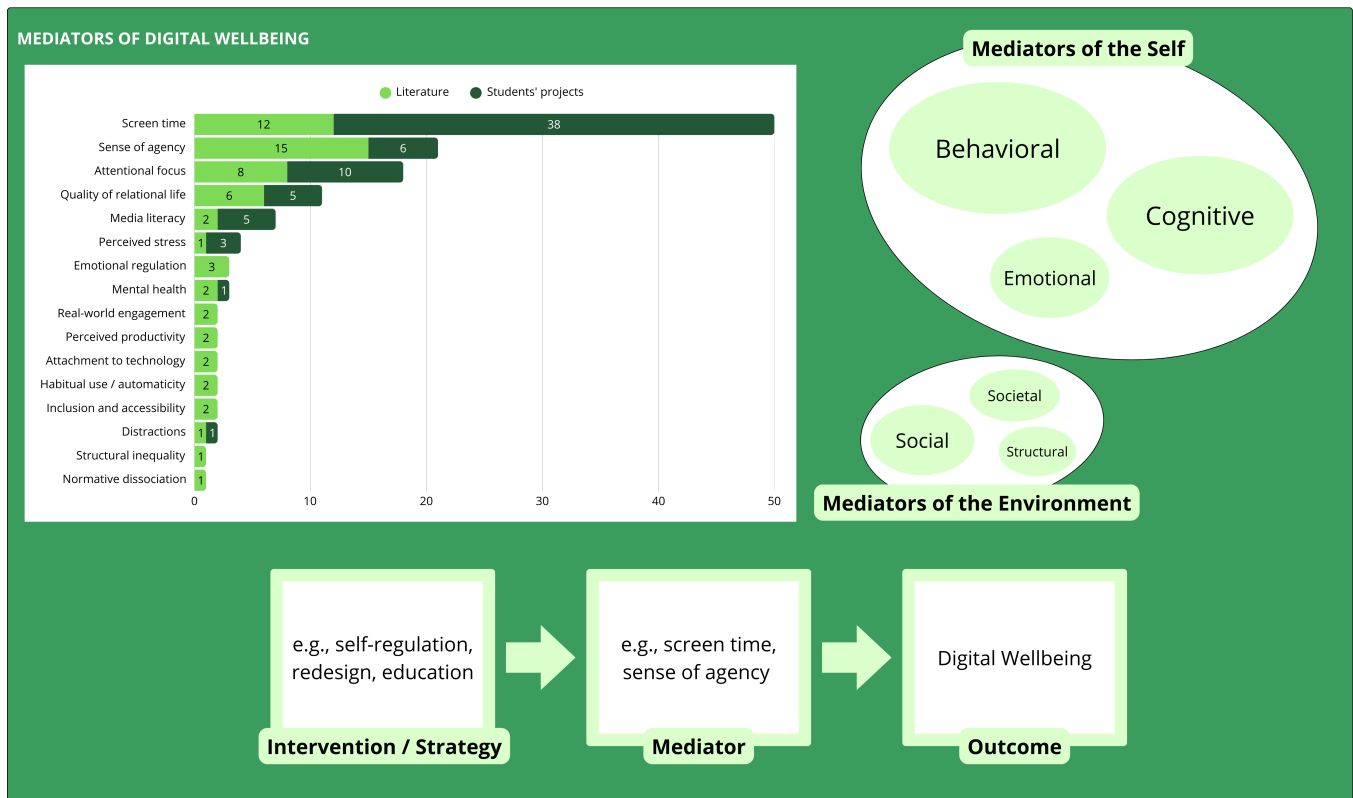 MEDIATORS OF DIGITAL WELLBEING
Literature Students' projects
Screen time 12 38
Sense of agency 15 6
Attentional focus 8 10
Quality of relational life 6 5
Media literacy 2 5
Perceived stress 1 3
Emotional regulation 3
Mental health 2 1
Real-world engagement 2
Perceived productivity 2
Attachment to technology 2
Habitual use / automaticity 2
Inclusion and accessibility 2
Distractions 1 1
Structural inequality 1
Normative dissociation 1
0 10 20 30 40 50
Mediators of the Self
Behavioral
Cognitive
Emotional
Societal
Social
Structural
Mediators of the Environment
e.g., self-regulation,
redesign, education
Intervention / Strategy
e.g., screen time,
sense of agency
Mediator
Digital Wellbeing
Outcome